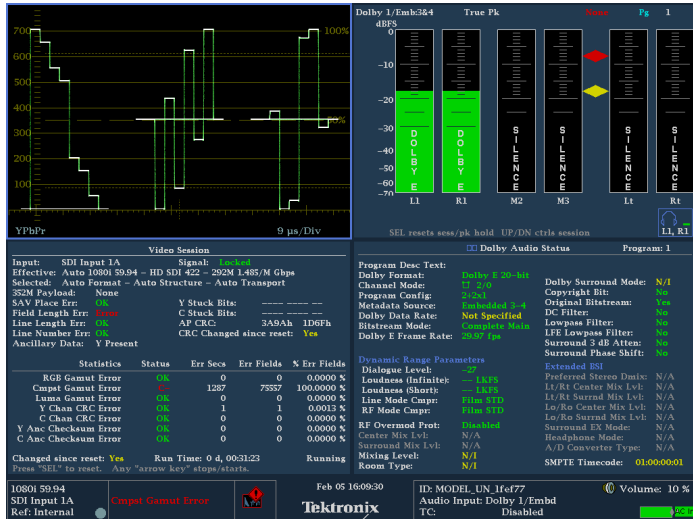 700
100%
600
500
400
300
50%
200
100
0
YPbPr
9 µs/Div
Dolby 1/Emb:3&4 True Pk Pg 1
dBFS
0
-10
-20
-30
-40
-50
-60
-70
DOLBY E
DOLBY E
SILENCE
SILENCE
SILENCE
SILENCE
L1 R1 M2 M3 Lt Rt
SEL resets sess/pk hold UP/DN ctrls session
L1, R1
Video Session
Input: SDI Input 1A Signal: Locked
Effective: Auto 1080i 59.94 – HD SDI 422 – 292M 1.485/M Gbps
Selected: Auto Format – Auto Structure – Auto Transport
352M Payload: None
SAV Place Err: OK Y Stuck Bits: ---- ---- --
Field Length Err: Error C Stuck Bits: ---- ---- --
Line Length Err: OK AP CRC: 3A9Ah 1D6Fh
Line Number Err: OK CRC Changed since reset: Yes
Ancillary Data: Y Present
Statistics Status Err Secs Err Fields % Err Fields
RGB Gamut Error OK 0 0 0.0000 %
Cmpst Gamut Error 1287 75557 100.0000 %
Luma Gamut Error OK 0 0 0.0000 %
Y Chan CRC Error OK 1 1 0.0013 %
C Chan CRC Error OK 0 0 0.0000 %
Y Anc Checksum Error OK 0 0 0.0000 %
C Anc Checksum Error OK 0 0 0.0000 %
Changed since reset: Yes Run Time 0 d, 00:31:23 Running
Press "SEL" to reset. Any "arrow key" stops/starts.
Dolby Audio Status Program: 1
Program Desc Text:
Dolby Format: Dolby E 20-bit
Channel Mode: 2/0
Program Config: 2+2x1
Metadata Source: Embedded 3-4
Dolby Data Rate: Not Specified
Bitstream Mode: Complete Main
Dolby E Frame Rate: 29.97 fps
Dolby Surround Mode: N/I
Copyright Bit: No
Original Bitstream: Yes
DC Filter: No
Lowpass Filter: No
LFE Lowpass Filter: No
Surround 3 dB Atten: No
Surround Phase Shift: No
Dynamic Range Parameters
Dialogue Level: -27
Loudness (Infinite): --- LKFS
Loudness (Short): --- LKFS
Line Mode Cmpr: Film STD
RF Mode Cmpr: Film STD
RF Overmod Prot: Disabled
Center Mix Lvl: N/A
Surround Mix Lvl: N/A
Mixing Level: N/I
Room Type: N/I
Extended BSI
Preferred Stereo Dmix: N/A
Lt/Rt Center Mix Lvl: N/A
Lt/Rt Surrnd Mix Lvl: N/A
Lo/Ro Center Mix Lvl: N/A
Lo/Ro Surrnd Mix Lvl: N/A
Surround EX Mode: N/A
Headphone Mode: N/A
A/D Converter Type: N/A
SMPTE Timecode: 01:00:00:01
1080i 59.94
SDI Input 1A
Ref: Internal
Cmpst Gamut Error
Feb 05 16:09:30
Tektronix
ID: MODEL_UN_1fef77
Audio Input: Dolby 1/Embd
TC: Disabled
Volume: 10 %
AC In